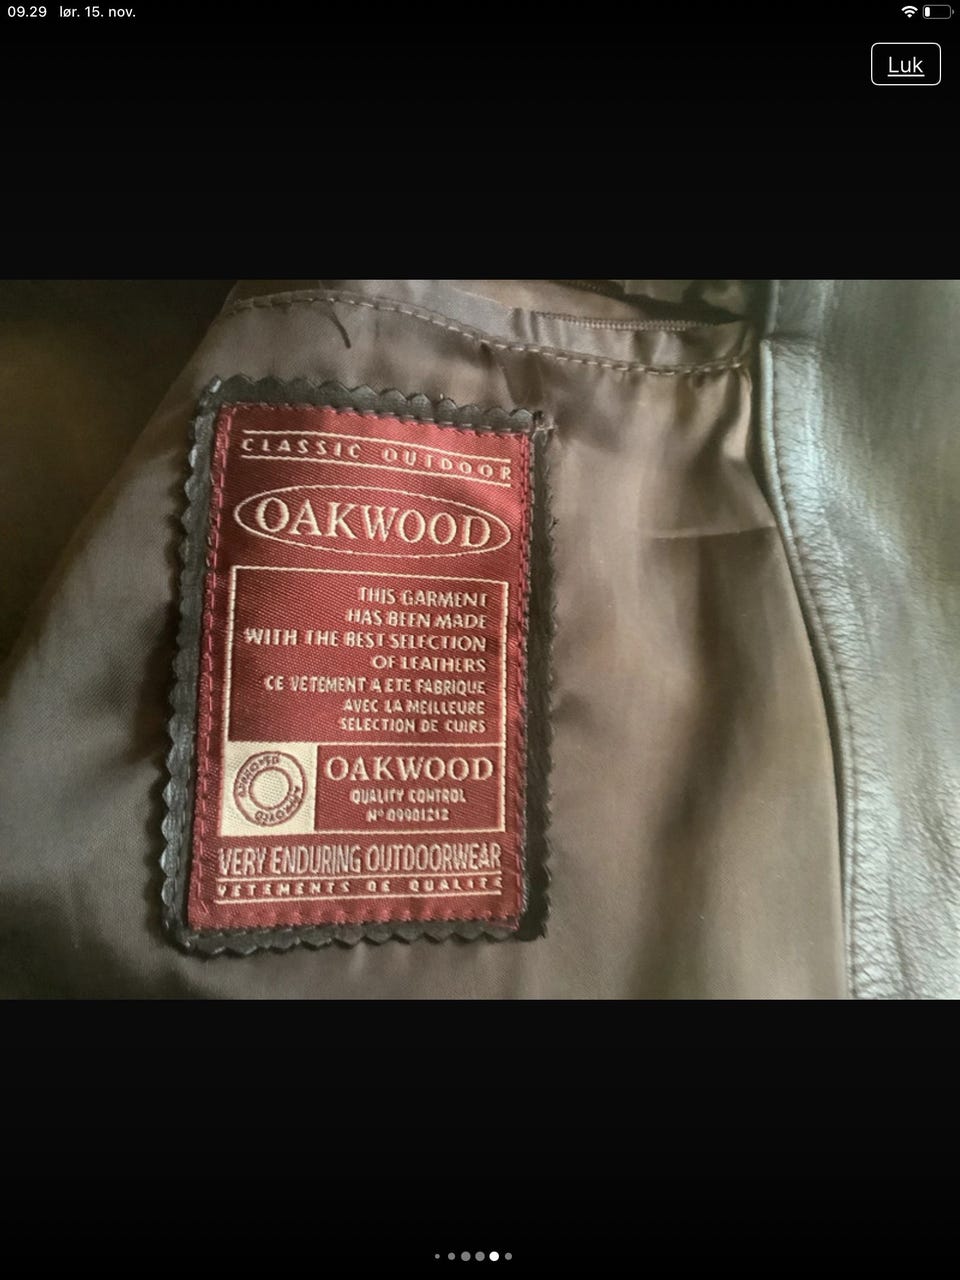 09.29 lør. 15. nov.
Luk
CLASSIC OUTDOOR
OAKWOOD
THIS GARMENT
HAS BEEN MADE
WITH THE BEST SELECTION
OF LEATHERS
CE VETEMENT A ETE FABRIQUE
AVEC LA MEILLEURE
SELECTION DE CUIRS
OAKWOOD
QUALITY CONTROL
Nº 09901212
VERY ENDURING OUTDOORWEAR
VETEMENTS DE QUALITE